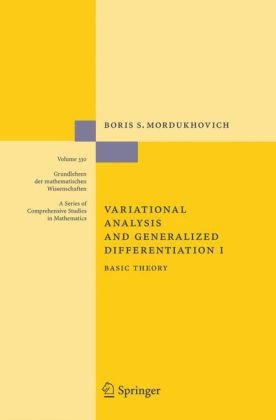 BORIS S. MORDUKHOVICH
Volume 330
Grundlehren
der mathematischen
Wissenschaften
A Series of
Comprehensive Studies
in Mathematics
VARIATIONAL
ANALYSIS
AND GENERALIZED
DIFFERENTIATION I
BASIC THEORY
Springer